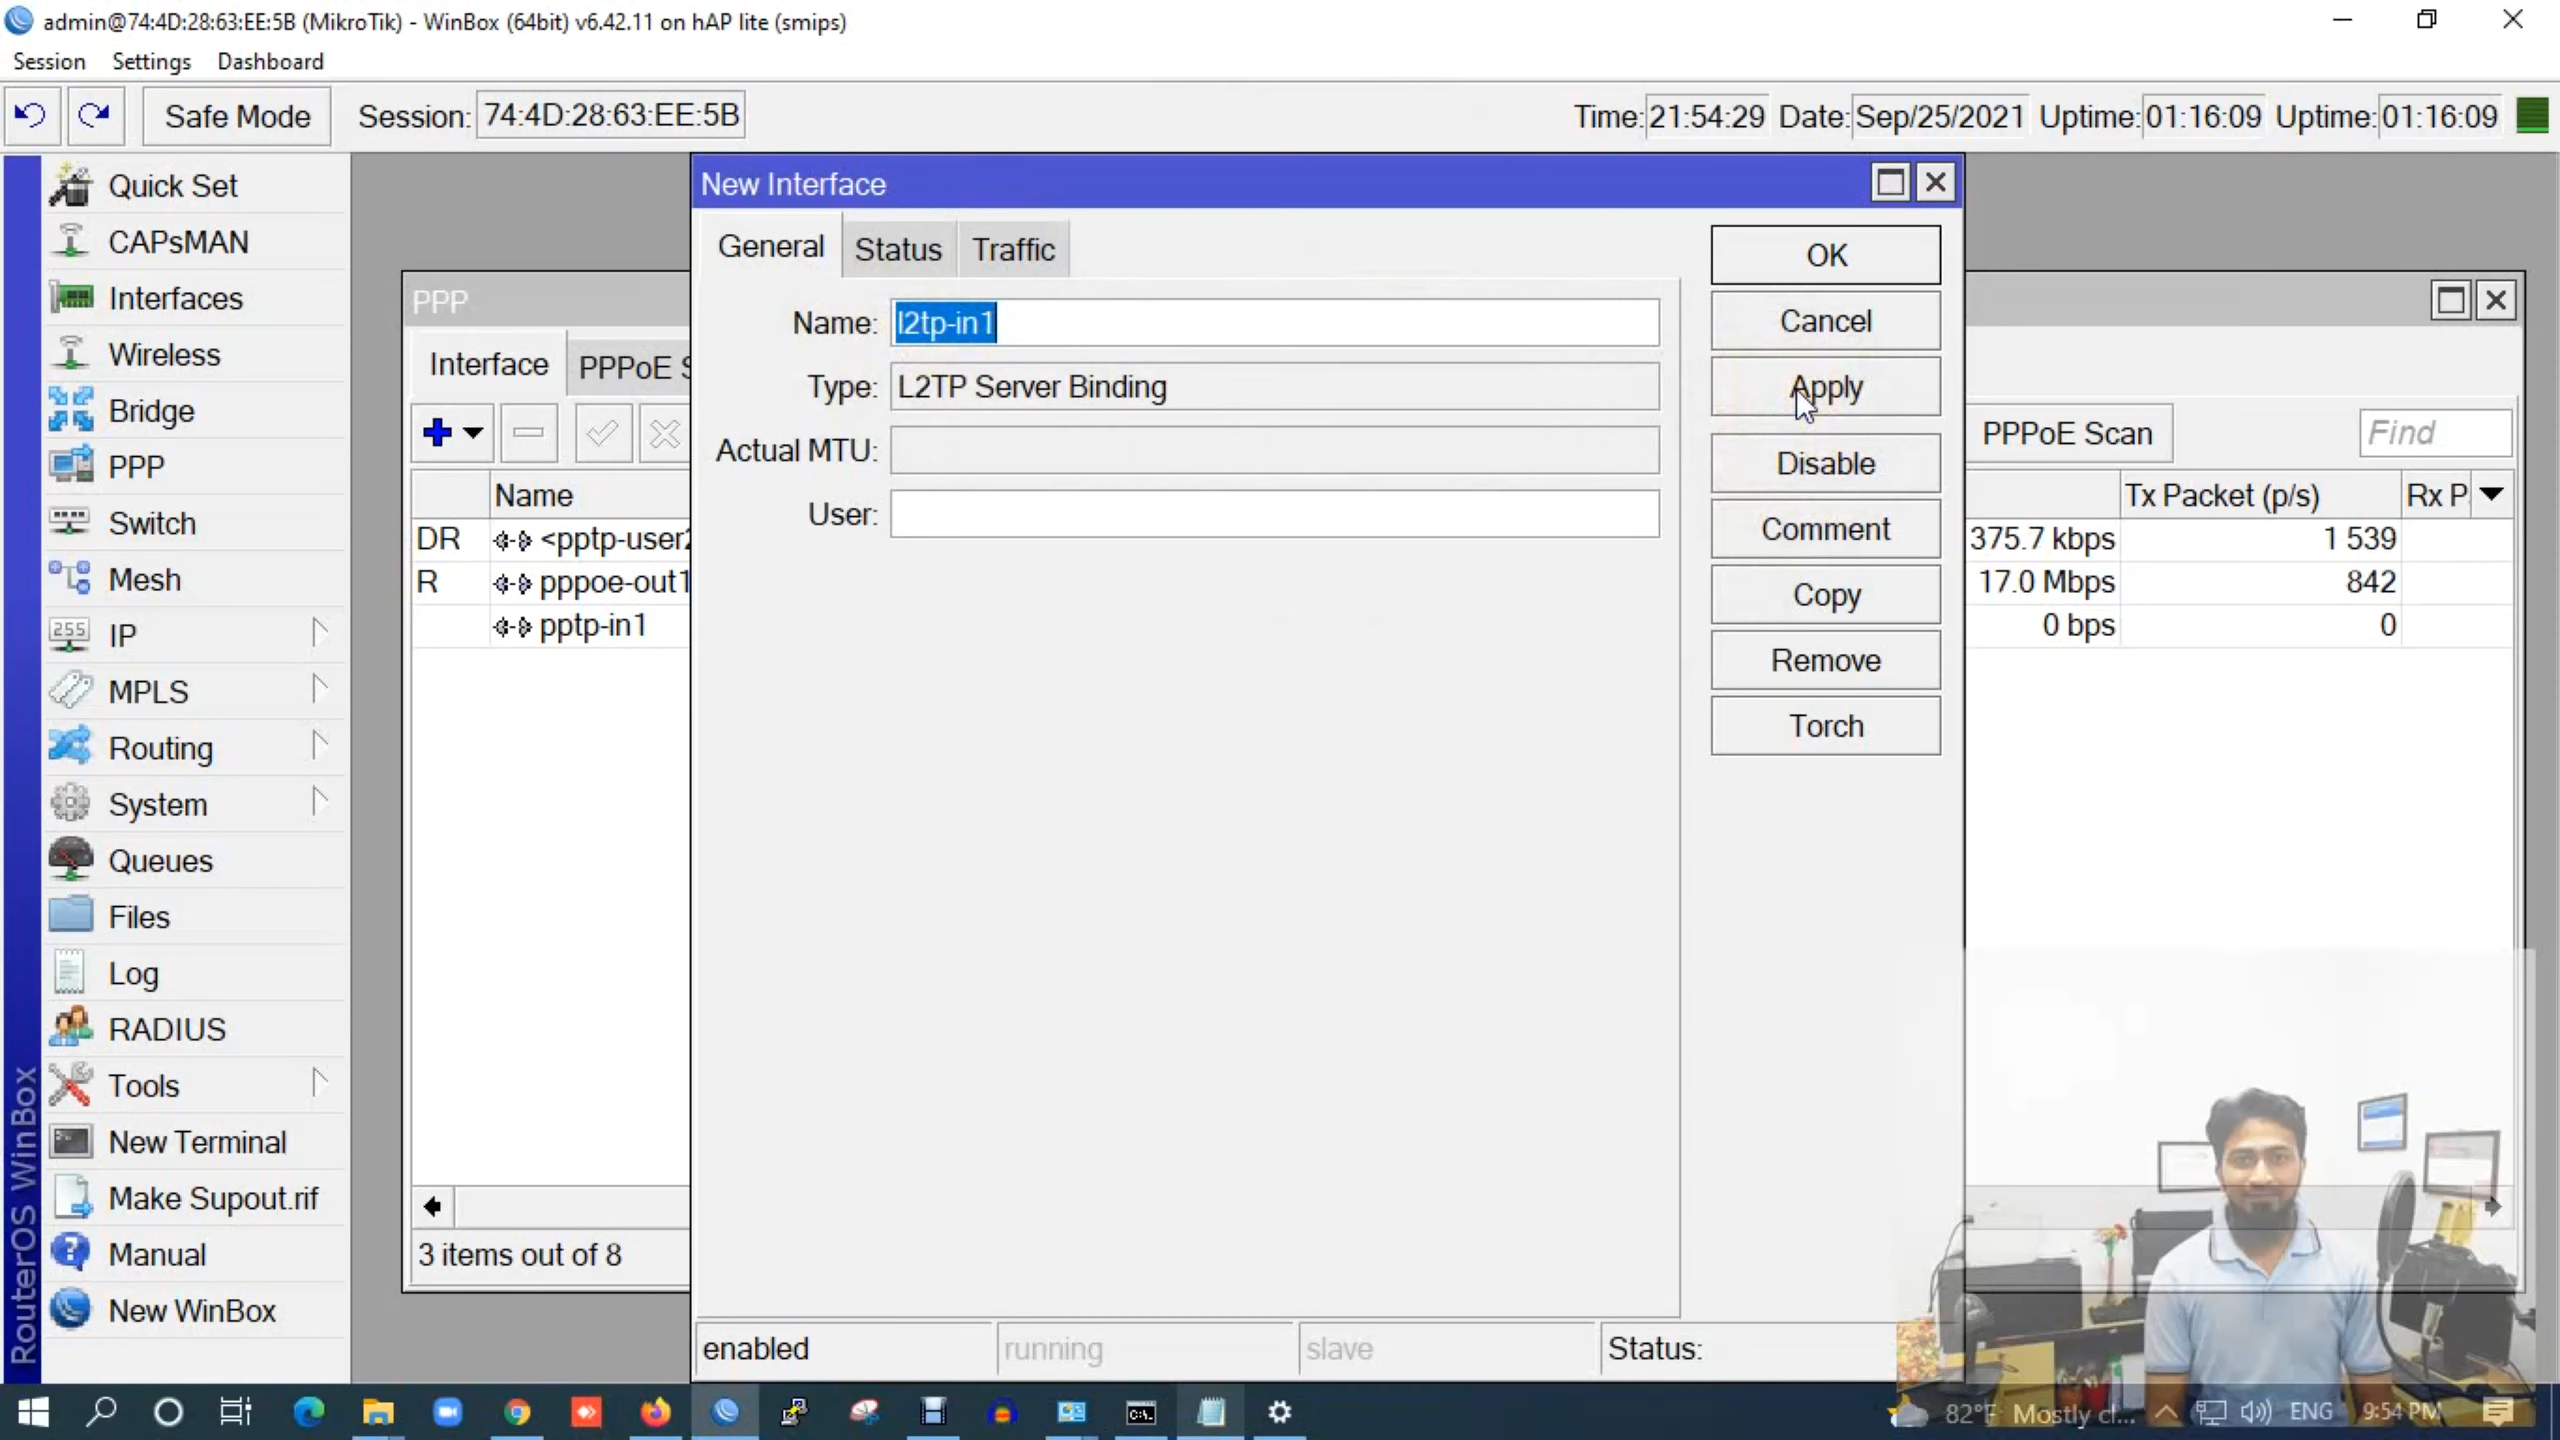 admin@74:4D:28:63:EE:5B (MikroTik) - WinBox (64bit) v6.42.11 on hAP lite (smips)
Session Settings Dashboard
Safe Mode Session: 74:4D:28:63:EE:5B Time: 21:54:29 Date: Sep/25/2021 Uptime: 01:16:09 Uptime: 01:16:09
Quick Set
CAPsMAN
Interfaces
Wireless
Bridge
PPP
Switch
Mesh
255 IP
MPLS
Routing
System
Queues
Files
Log
RADIUS
Tools
New Terminal
Make Supout.rif
Manual
New WinBox
RouterOS WinBox
PPP
Interface PPPoE S
Name
DR <pptp-user2
R pppoe-out1
pptp-in1
3 items out of 8
New Interface
General Status Traffic
Name: l2tp-in1
Type: L2TP Server Binding
Actual MTU:
User:
OK
Cancel
Apply
Disable
Comment
Copy
Remove
Torch
enabled running slave Status:
PPPoE Scan Find
Tx Packet (p/s) Rx P
375.7 kbps 1 539
17.0 Mbps 842
0 bps 0
82°F Mostly cl... ENG 9:54 PM